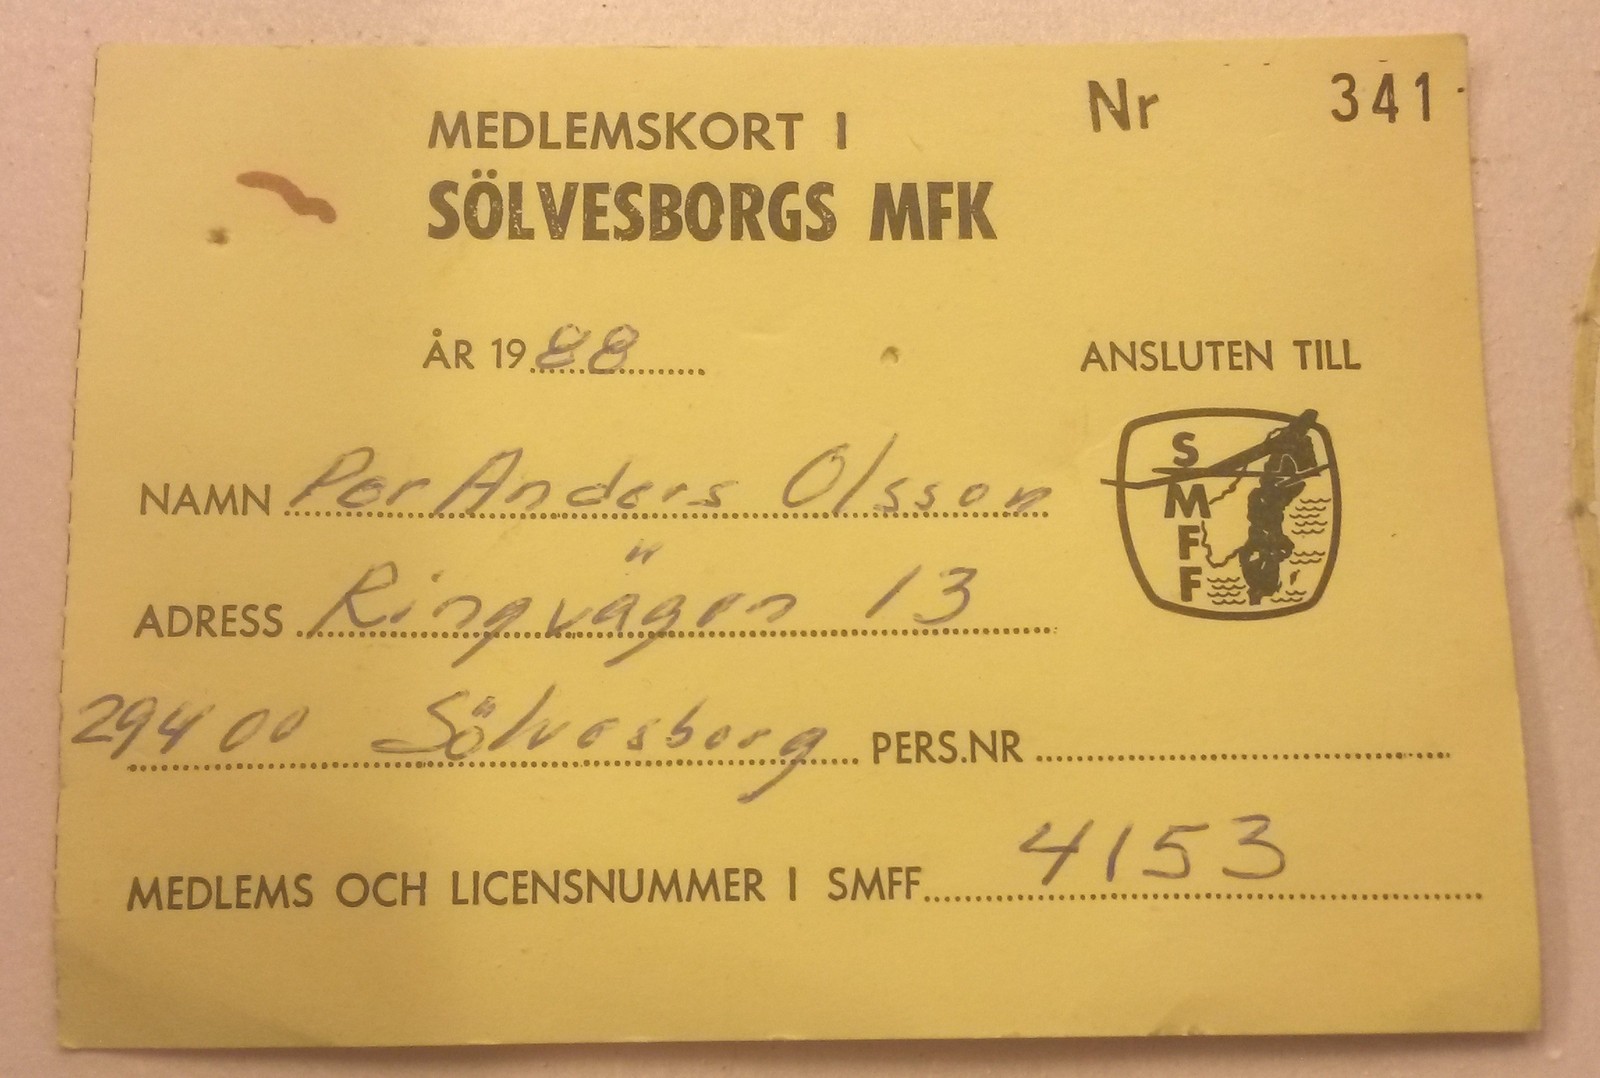 Nr 341
MEDLEMSKORT I
SÖLVESBORGS MFK
ÅR 1988
ANSLUTEN TILL
SMFF
NAMN Per Anders Olsson
ADRESS Ringvägen 13
29400 Sölvesborg PERS.NR
MEDLEMS OCH LICENSNUMMER I SMFF 4153